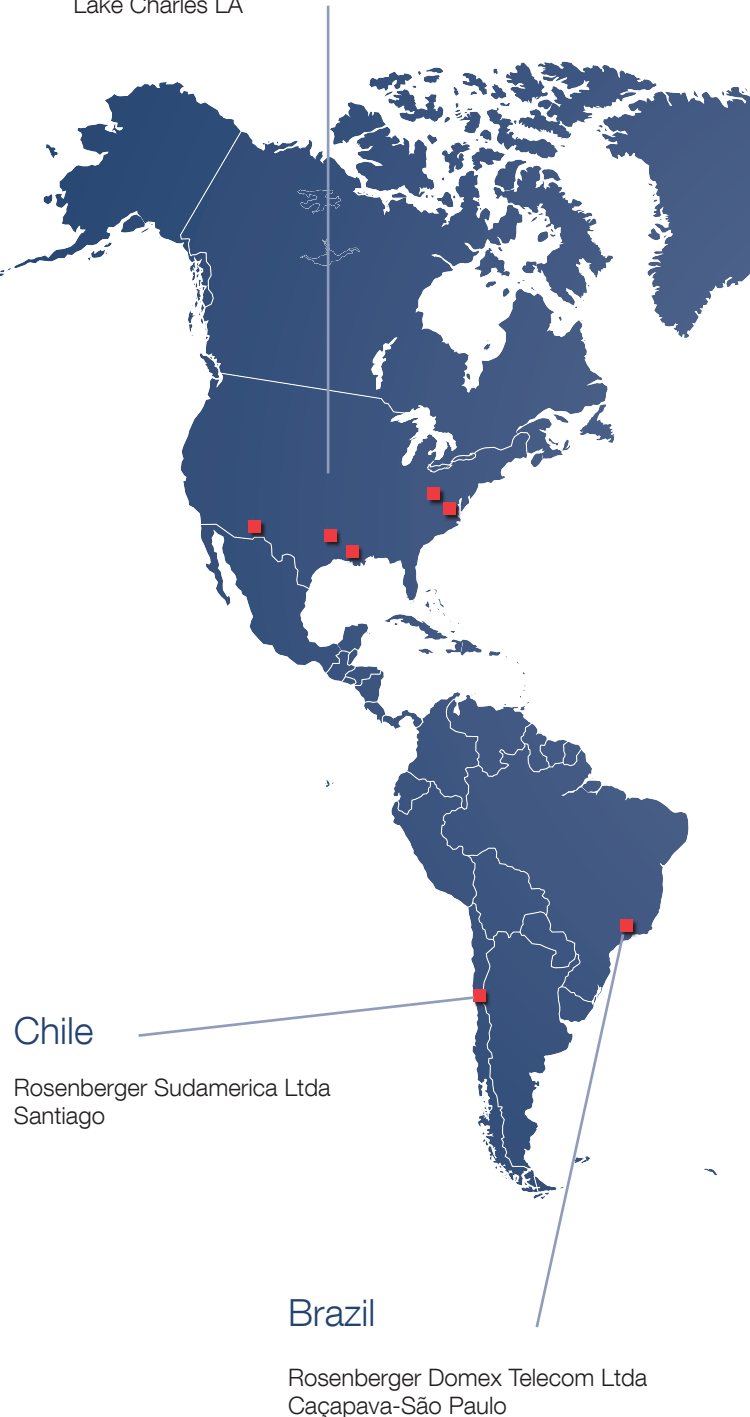 Lake Charles LA
Chile
Rosenberger Sudamerica Ltda
Santiago
Brazil
Rosenberger Domex Telecom Ltda
Caçapava-São Paulo